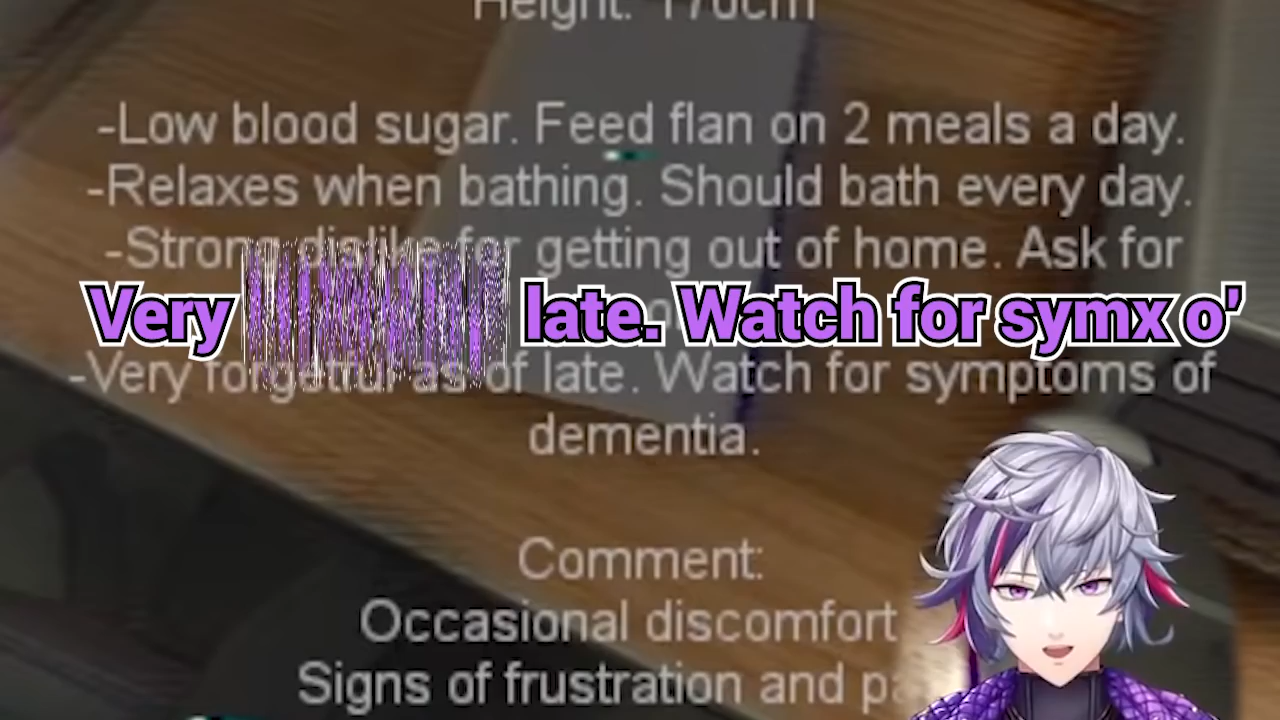 Height: 170cm
-Low blood sugar. Feed flan on 2 meals a day.
-Relaxes when bathing. Should bath every day.
-Strong dislike for getting out of home. Ask for
Very late. Watch for symx o'
-Very forgetful as of late. Watch for symptoms of
dementia.
Comment:
Occasional discomfort
Signs of frustration and